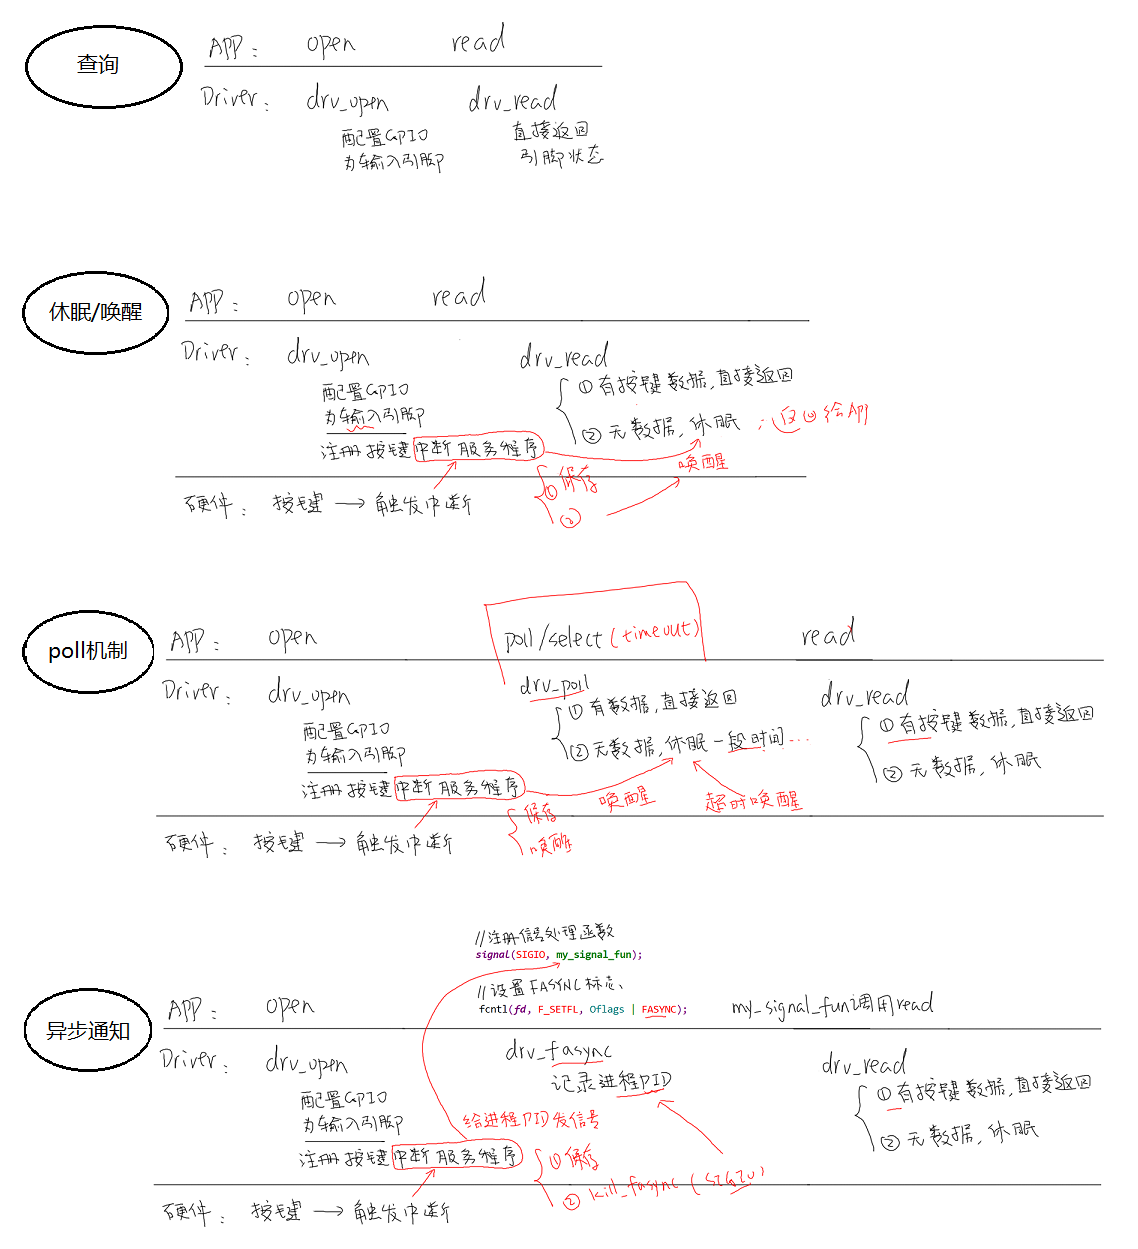 查询
APP: open read
Driver: drv_open drv_read
配置GPIO 直接返回
为输入引脚 引脚状态
休眠/唤醒
APP: open read
Driver: drv_open drv_read
配置GPIO ①有按键数据,直接返回
为输入引脚 ②无数据,休眠 返回给APP
注册按键中断服务程序 唤醒
①保存
硬件: 按键 → 触发中断 ②
poll机制
APP: open poll/select(timeout) read
Driver: drv_open drv_poll drv_read
①有数据,直接返回 ①有按键数据,直接返回
配置GPIO
为输入引脚 ②无数据,休眠一段时间... ②无数据,休眠
注册按键中断服务程序 唤醒 超时唤醒
保存
硬件: 按键 → 触发中断 唤醒
//注册信号处理函数
signal(SIGIO, my_signal_fun);
//设置FASYNC标志、
fcntl(fd, F_SETFL, Oflags | FASYNC);
异步通知
APP: open my_signal_fun调用read
Driver: drv_open drv_fasync drv_read
记录进程PID ①有按键数据,直接返回
配置GPIO
为输入引脚 给进程PID发信号 ②无数据,休眠
注册按键中断服务程序 ①保存
②kill_fasync(SIGIO)
硬件: 按键 → 触发中断